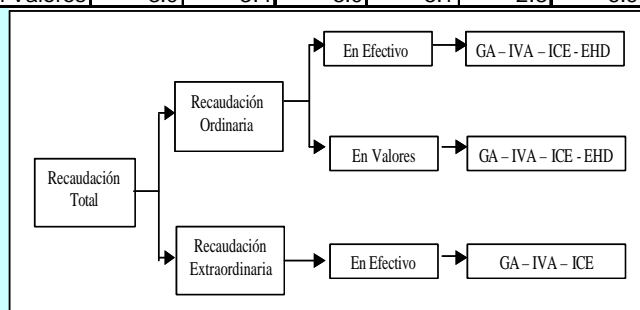 En Efectivo
GA – IVA – ICE - EHD
Recaudación
Ordinaria
En Valores
GA – IVA – ICE - EHD
Recaudación
Total
Recaudación
Extraordinaria
En Efectivo
GA – IVA – ICE